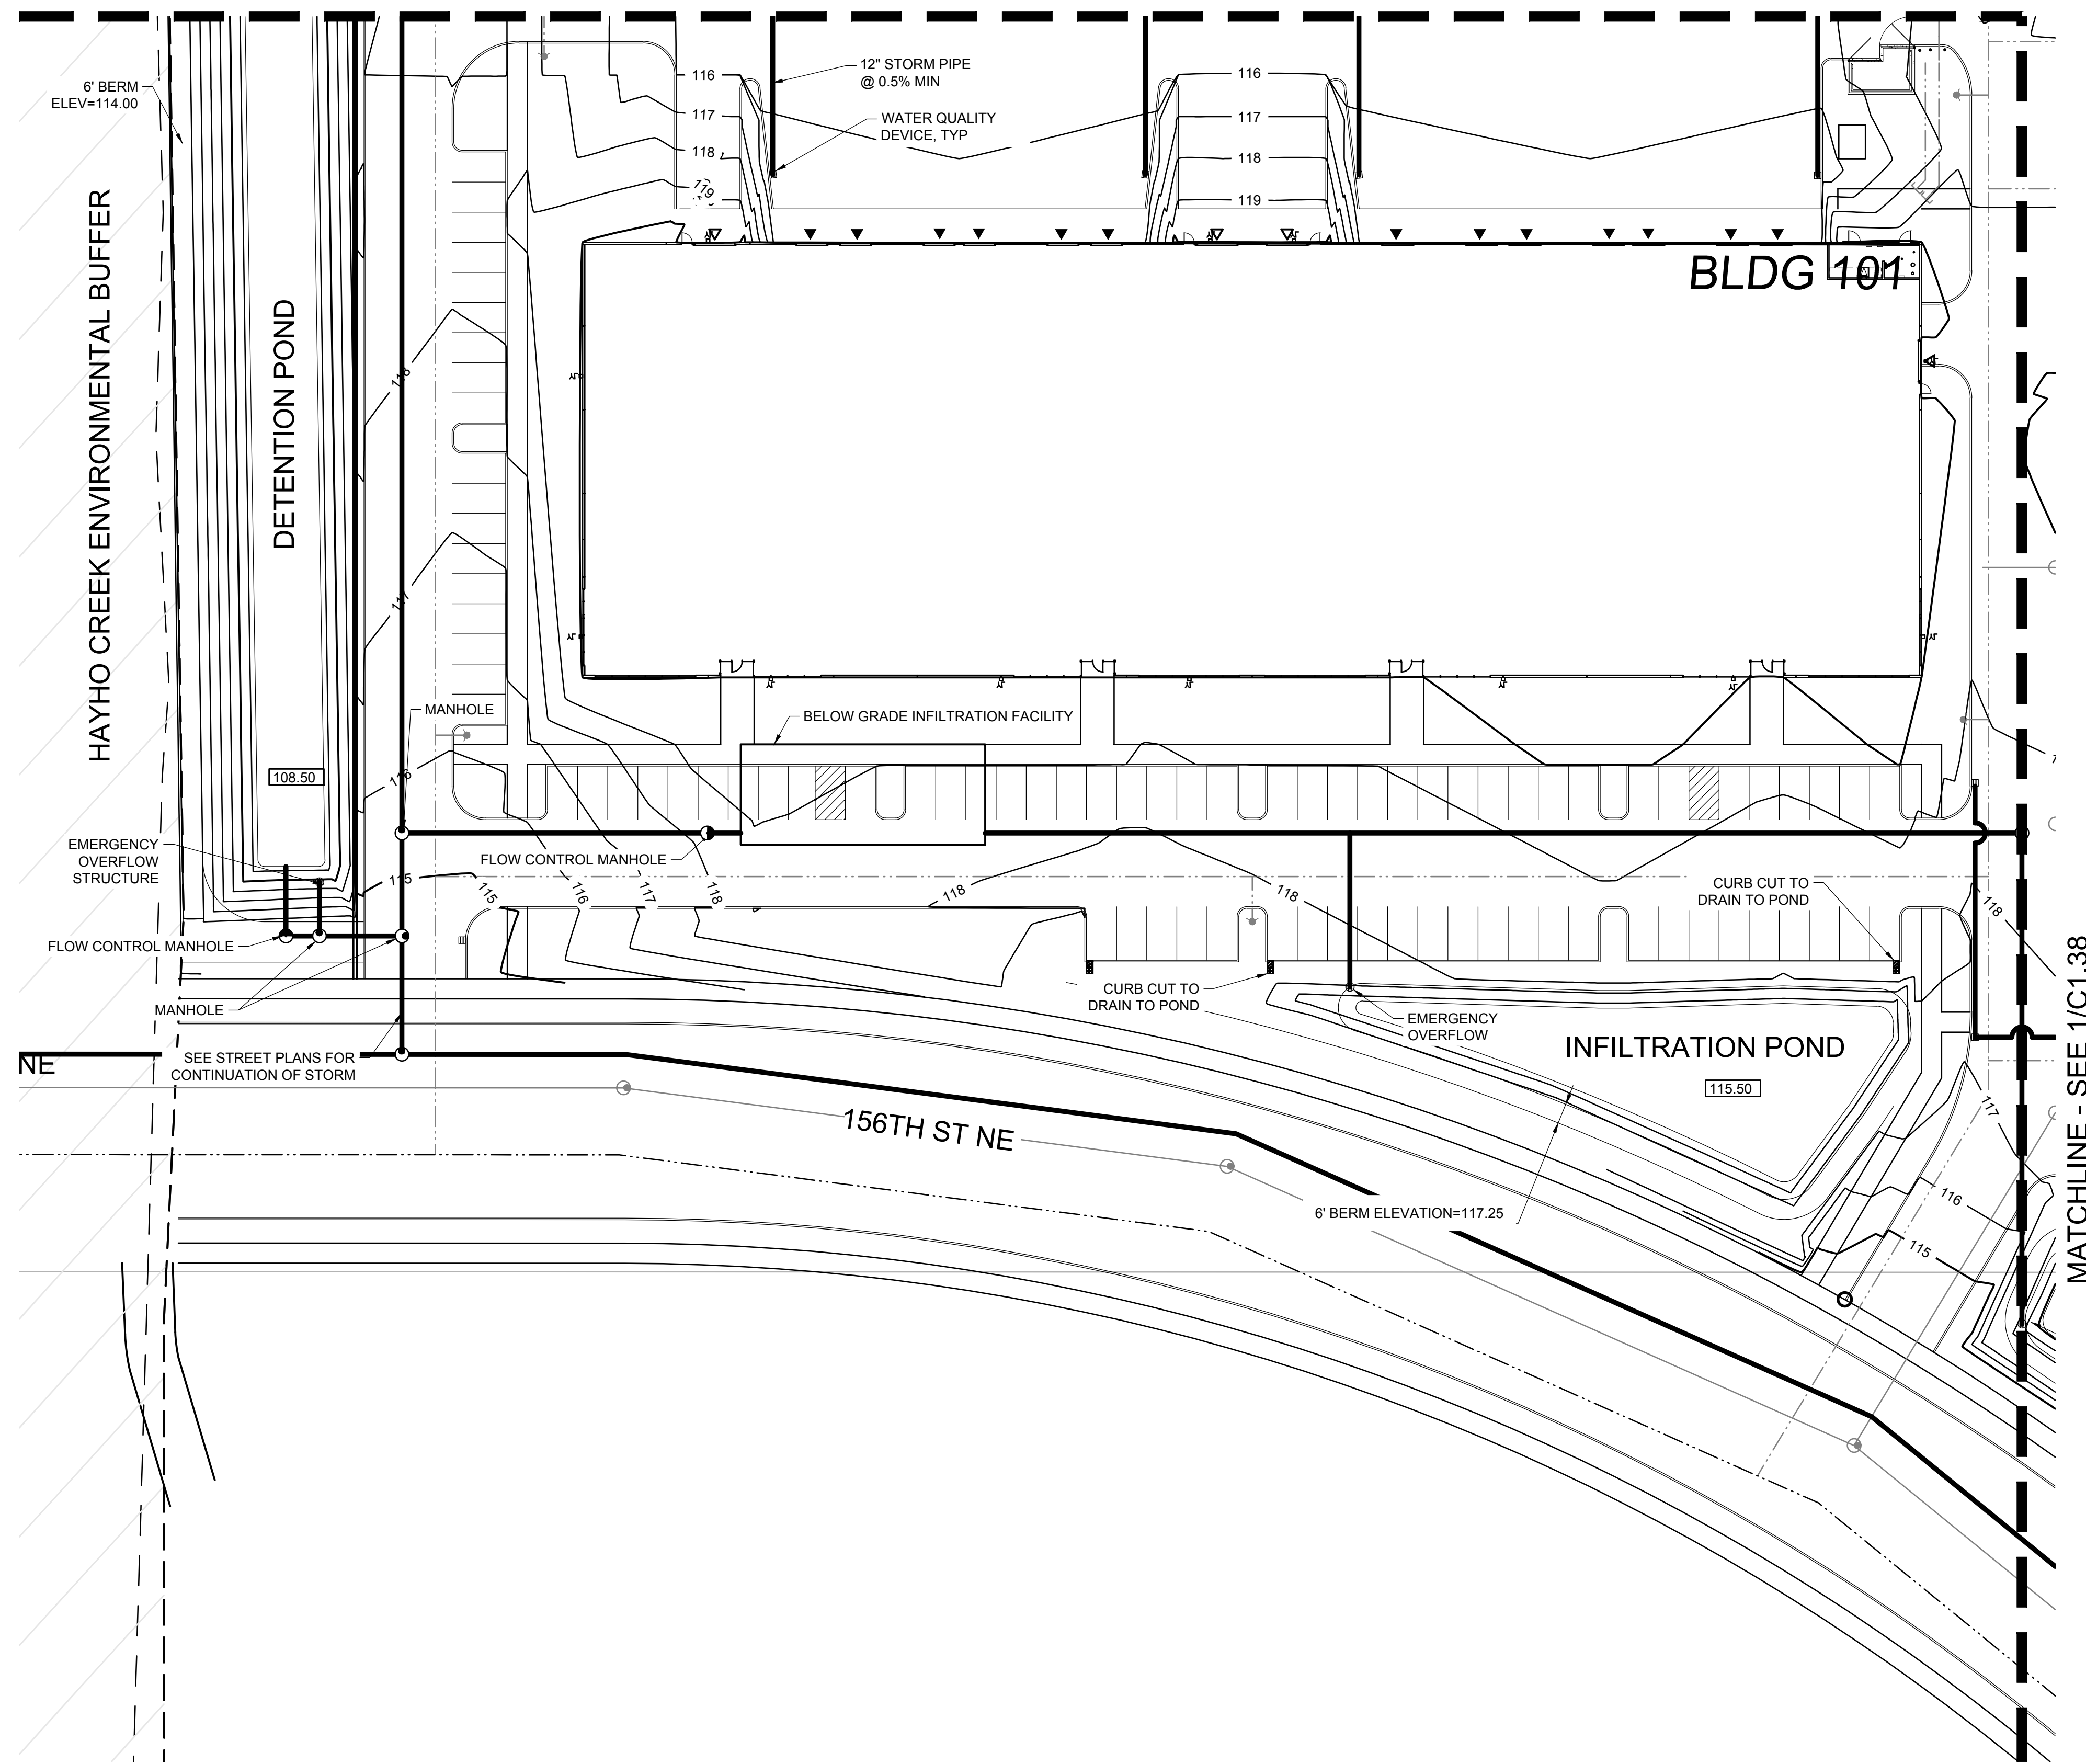 6' BERM
ELEV=114.00
12" STORM PIPE
@ 0.5% MIN
WATER QUALITY
DEVICE, TYP
116
117
118
119
116
117
118
119
BLDG 101
HAYHO CREEK ENVIRONMENTAL BUFFER
DETENTION POND
118
117
MANHOLE
BELOW GRADE INFILTRATION FACILITY
108.50
116
EMERGENCY
OVERFLOW
STRUCTURE
FLOW CONTROL MANHOLE
115
115
116
117
118
118
118
CURB CUT TO
DRAIN TO POND
118
FLOW CONTROL MANHOLE
MANHOLE
CURB CUT TO
DRAIN TO POND
EMERGENCY
OVERFLOW
INFILTRATION POND
115.50
SEE STREET PLANS FOR
CONTINUATION OF STORM
NE
156TH ST NE
117
6' BERM ELEVATION=117.25
116
115
MATCHLINE - SEE 1/C1.38